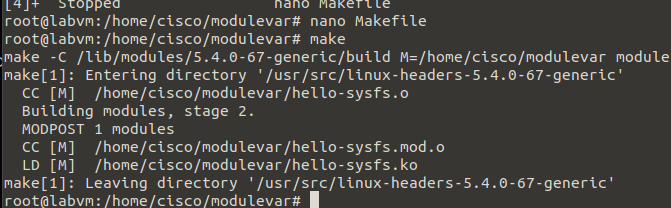 [4]+  Stopped                 nano Makefile
root@labvm:/home/cisco/modulevar# nano Makefile
root@labvm:/home/cisco/modulevar# make
make -C /lib/modules/5.4.0-67-generic/build M=/home/cisco/modulevar module
make[1]: Entering directory '/usr/src/linux-headers-5.4.0-67-generic'
  CC [M]  /home/cisco/modulevar/hello-sysfs.o
  Building modules, stage 2.
  MODPOST 1 modules
  CC [M]  /home/cisco/modulevar/hello-sysfs.mod.o
  LD [M]  /home/cisco/modulevar/hello-sysfs.ko
make[1]: Leaving directory '/usr/src/linux-headers-5.4.0-67-generic'
root@labvm:/home/cisco/modulevar#